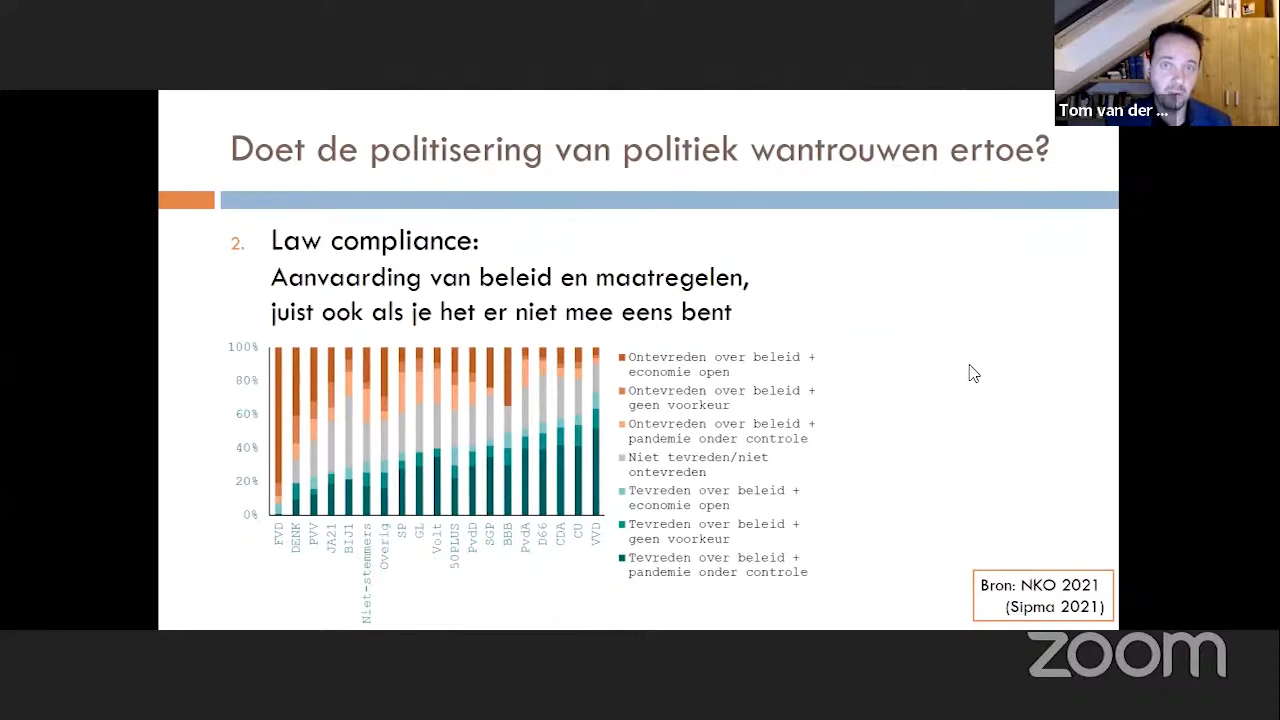 Tom van der ...
Doet de politisering van politiek wantrouwen ertoe?
2. Law compliance:
Aanvaarding van beleid en maatregelen,
juist ook als je het er niet mee eens bent
100%
80%
60%
40%
20%
0%
FVD
DENK
PVV
JA21
BIJ1
Niet-stemmers
Overig
SP
GL
Volt
50PLUS
PvdD
SGP
BBB
PvdA
D66
CDA
CU
VVD
Ontevreden over beleid +
economie open
Ontevreden over beleid +
geen voorkeur
Ontevreden over beleid +
pandemie onder controle
Niet tevreden/niet
ontevreden
Tevreden over beleid +
economie open
Tevreden over beleid +
geen voorkeur
Tevreden over beleid +
pandemie onder controle
Bron: NKO 2021
(Sipma 2021)
zoom